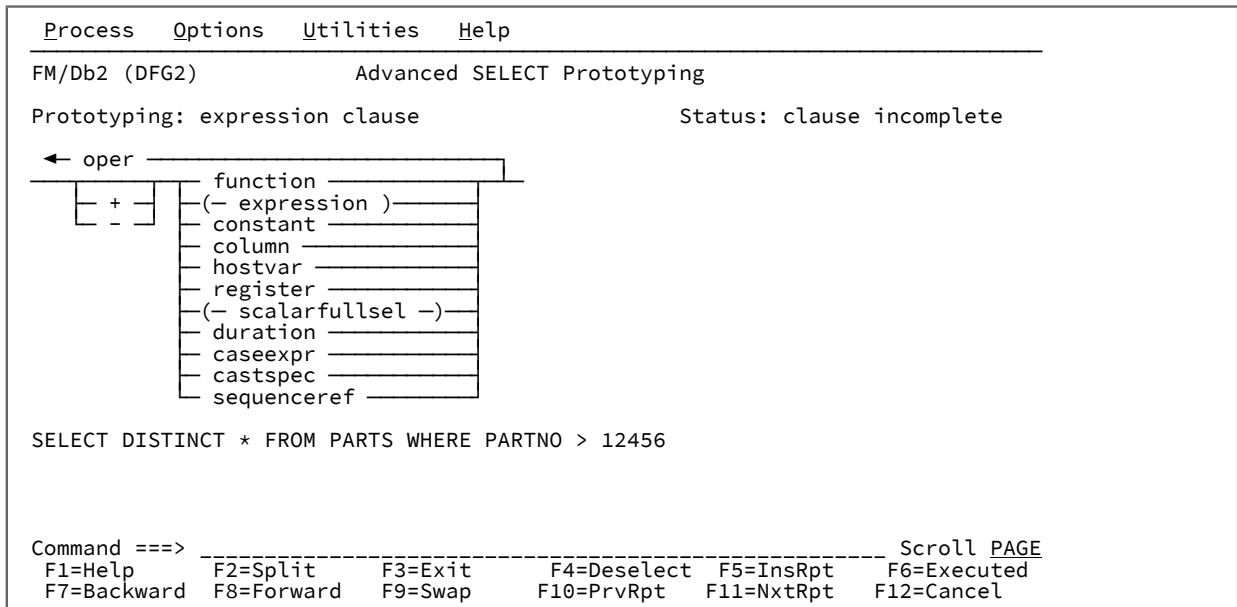 Process Options Utilities Help
FM/Db2 (DFG2) Advanced SELECT Prototyping
Prototyping: expression clause Status: clause incomplete
oper
function
+ (— expression )
- constant
column
hostvar
register
(— scalarfullsel —)
duration
caseexpr
castspec
sequenceref
SELECT DISTINCT * FROM PARTS WHERE PARTNO > 12456
Command ===> _____________________________________________________ Scroll PAGE
F1=Help F2=Split F3=Exit F4=Deselect F5=InsRpt F6=Executed
F7=Backward F8=Forward F9=Swap F10=PrvRpt F11=NxtRpt F12=Cancel